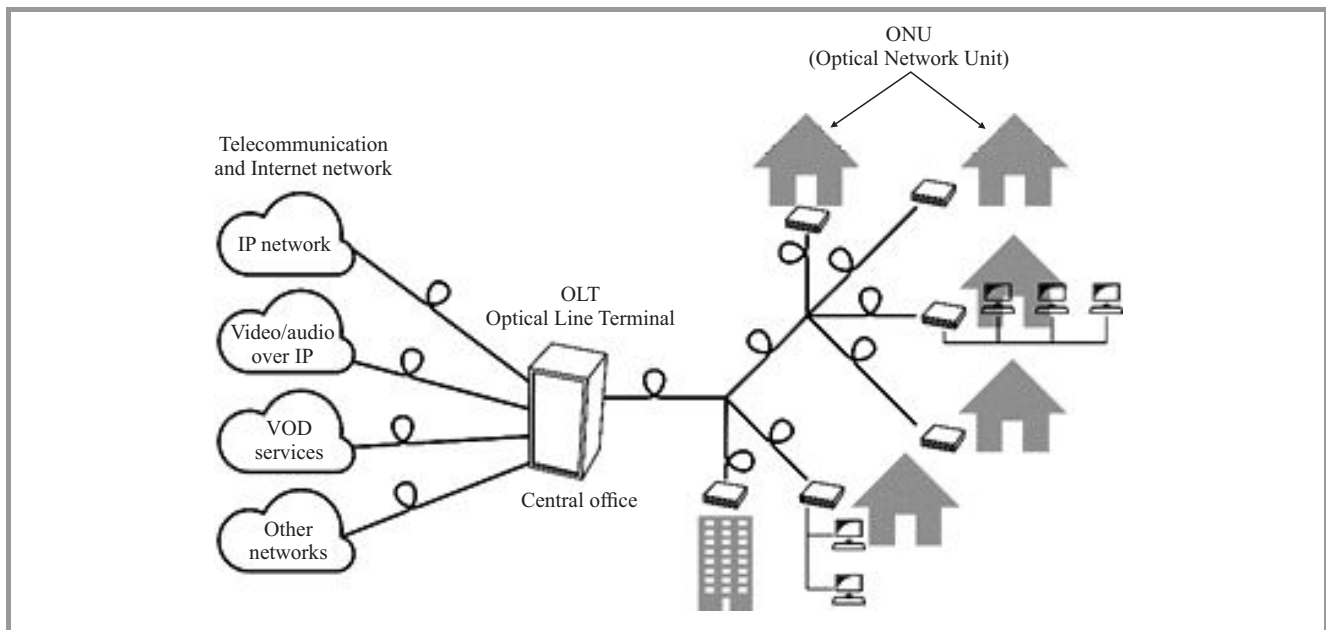 ONU
(Optical Network Unit)
Telecommunication
and Internet network
IP network
Video/audio
over IP
VOD
services
Other
networks
OLT
Optical Line Terminal
Central office